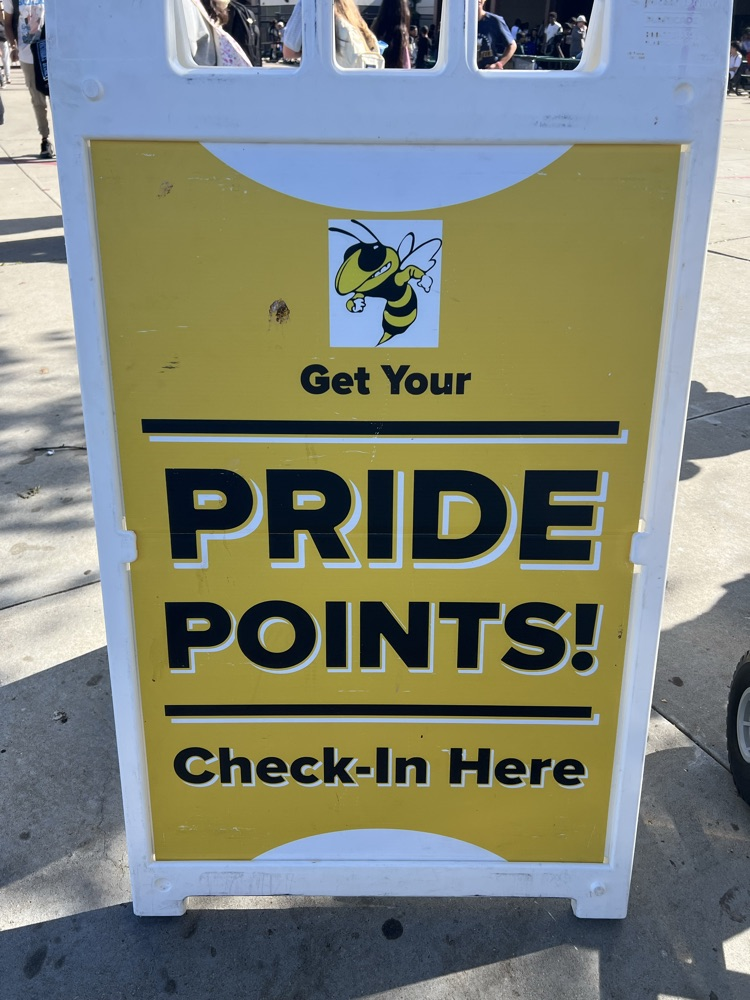 Get Your
PRIDE
POINTS!
Check-In Here